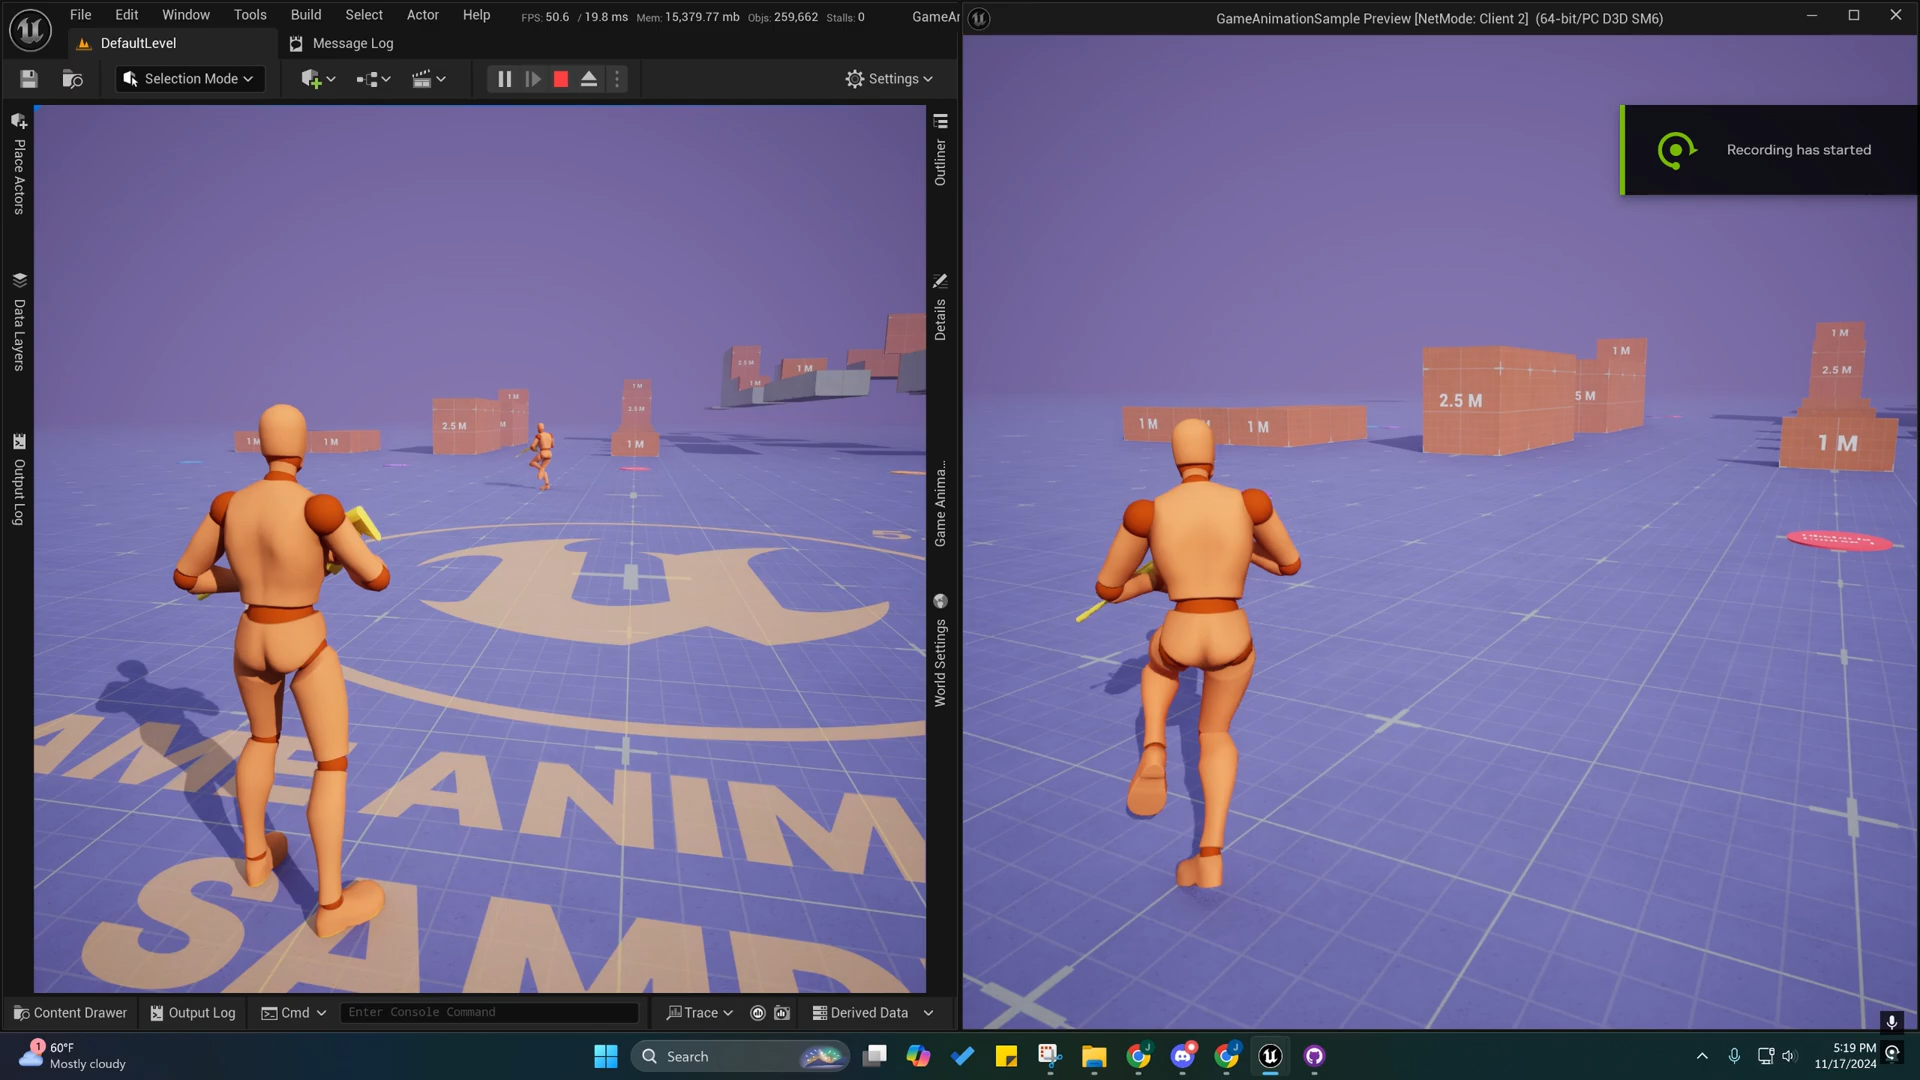 File Edit Window Tools Build Select Actor Help
FPS: 50.6 / 19.8 ms Mem: 15,379.77 mb Objs: 259,662 Stalls: 0
GameAr
DefaultLevel
Message Log
Selection Mode
Settings
Place Actors
Data Layers
Output Log
Outliner
Details
Game Anima...
World Settings
1 M
1 M
2.5 M
1 M
M
1 M
2.5 M
1 M
2.5 M
1 M
1 M
AME ANIM
SAMP
Content Drawer
Output Log
Cmd
Enter Console Command
Trace
Derived Data
GameAnimationSample Preview [NetMode: Client 2] (64-bit/PC D3D SM6)
Recording has started
1 M
M
1 M
2.5 M
5 M
1 M
1 M
2.5 M
1 M
1
60°F
Mostly cloudy
Search
J
J
5:19 PM
11/17/2024